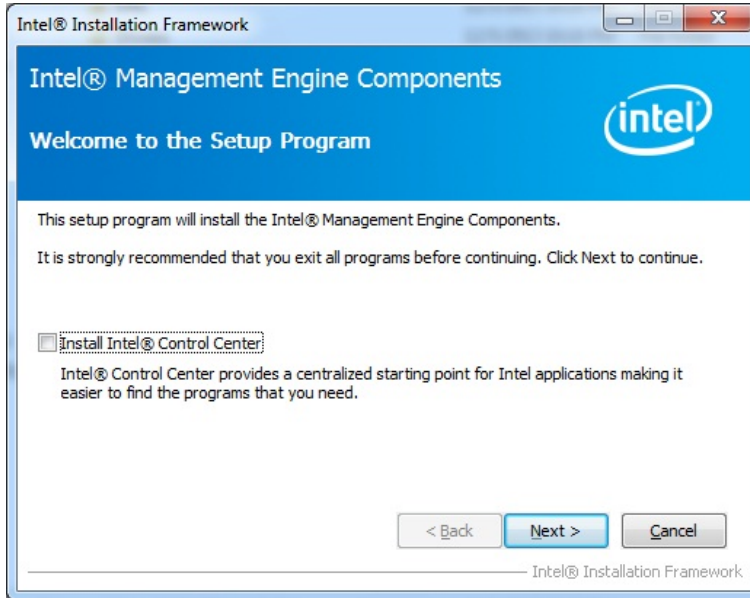 Intel® Installation Framework
Intel® Management Engine Components
intel®
Welcome to the Setup Program
This setup program will install the Intel® Management Engine Components.
It is strongly recommended that you exit all programs before continuing. Click Next to continue.
Install Intel® Control Center
Intel® Control Center provides a centralized starting point for Intel applications making it
easier to find the programs that you need.
< Back Next > Cancel
Intel® Installation Framework